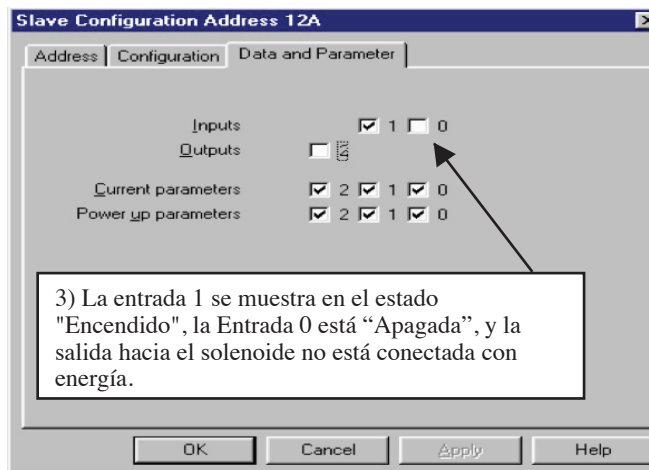 Slave Configuration Address 12A
Address Configuration Data and Parameter
Inputs 1 0
Outputs 2
Current parameters 2 1 0
Power up parameters 2 1 0
3) La entrada 1 se muestra en el estado
"Encendido", la Entrada 0 está “Apagada”, y la
salida hacia el solenoide no está conectada con
energía.
OK Cancel Apply Help